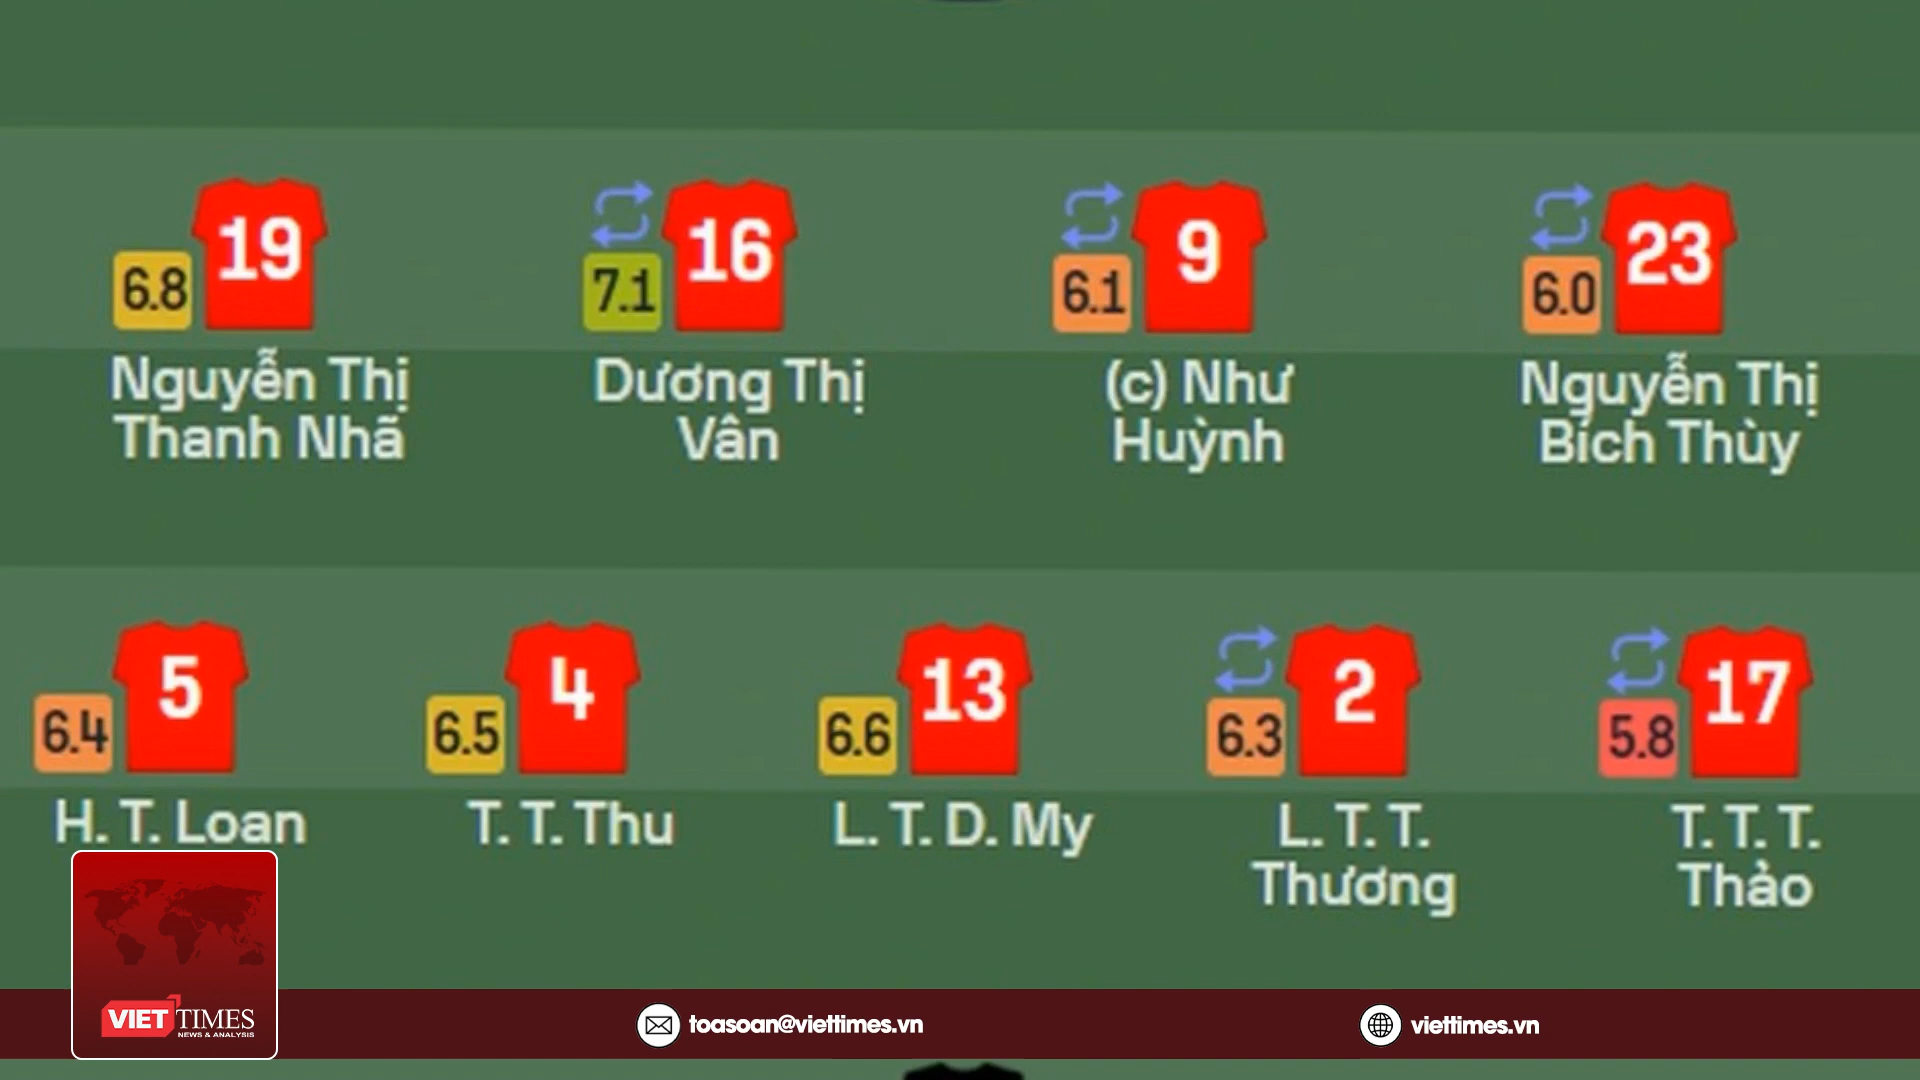 19
16
9
23
6.8
7.1
6.1
6.0
Nguyễn Thị
Thanh Nhã
Dương Thị
Vân
(c) Như
Huỳnh
Nguyễn Thị
Bích Thùy
5
4
13
2
17
6.4
6.5
6.6
6.3
5.8
H. T. Loan
T. T. Thu
L. T. D. My
L. T. T.
Thương
T. T. T.
Thảo
VIETTIMES
NEWS & ANALYSIS
toasoan@viettimes.vn
viettimes.vn